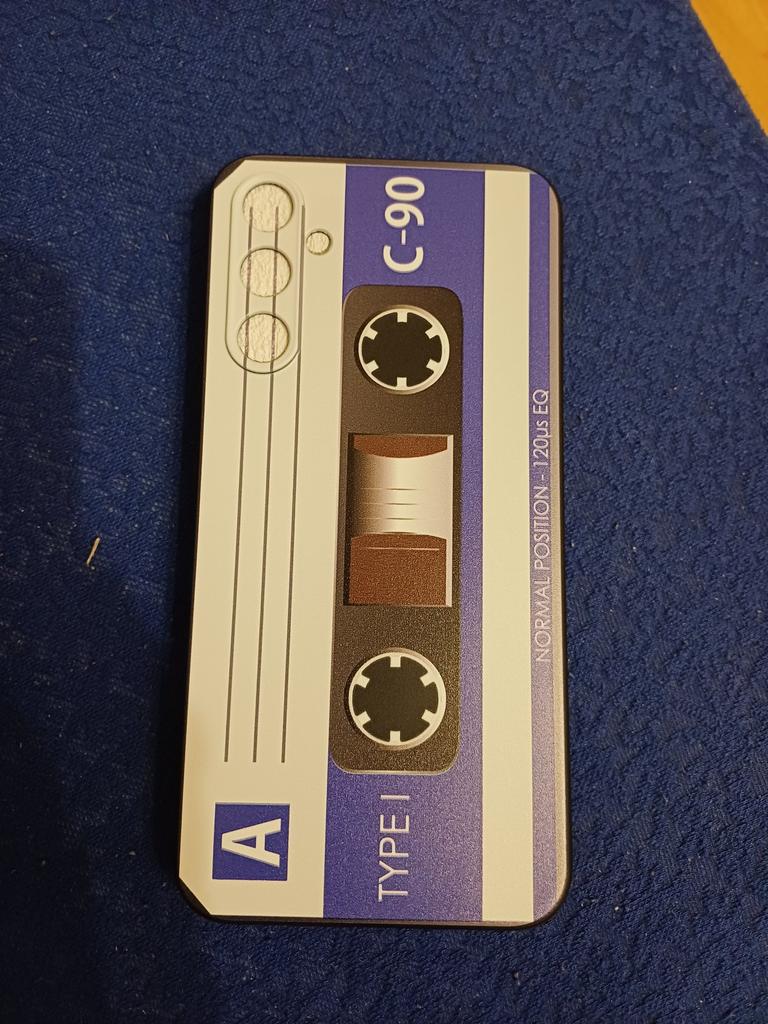 A
TYPE I
C-90
NORMAL POSITION - 120µs EQ